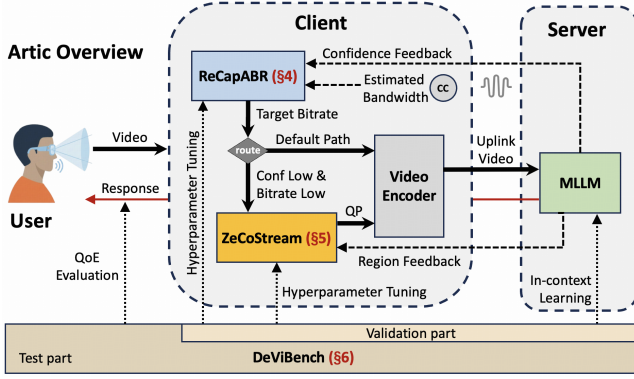 Artic Overview
Client
Server
ReCapABR (§4)
Confidence Feedback
Estimated
Bandwidth
CC
Target Bitrate
route
Default Path
Video
Response
User
Hyperparameter Tuning
Conf Low &
Bitrate Low
Video
Encoder
Uplink
Video
MLLM
QP
ZeCoStream (§5)
Region Feedback
QoE
Evaluation
Hyperparameter Tuning
In-context
Learning
Validation part
Test part
DeViBench (§6)